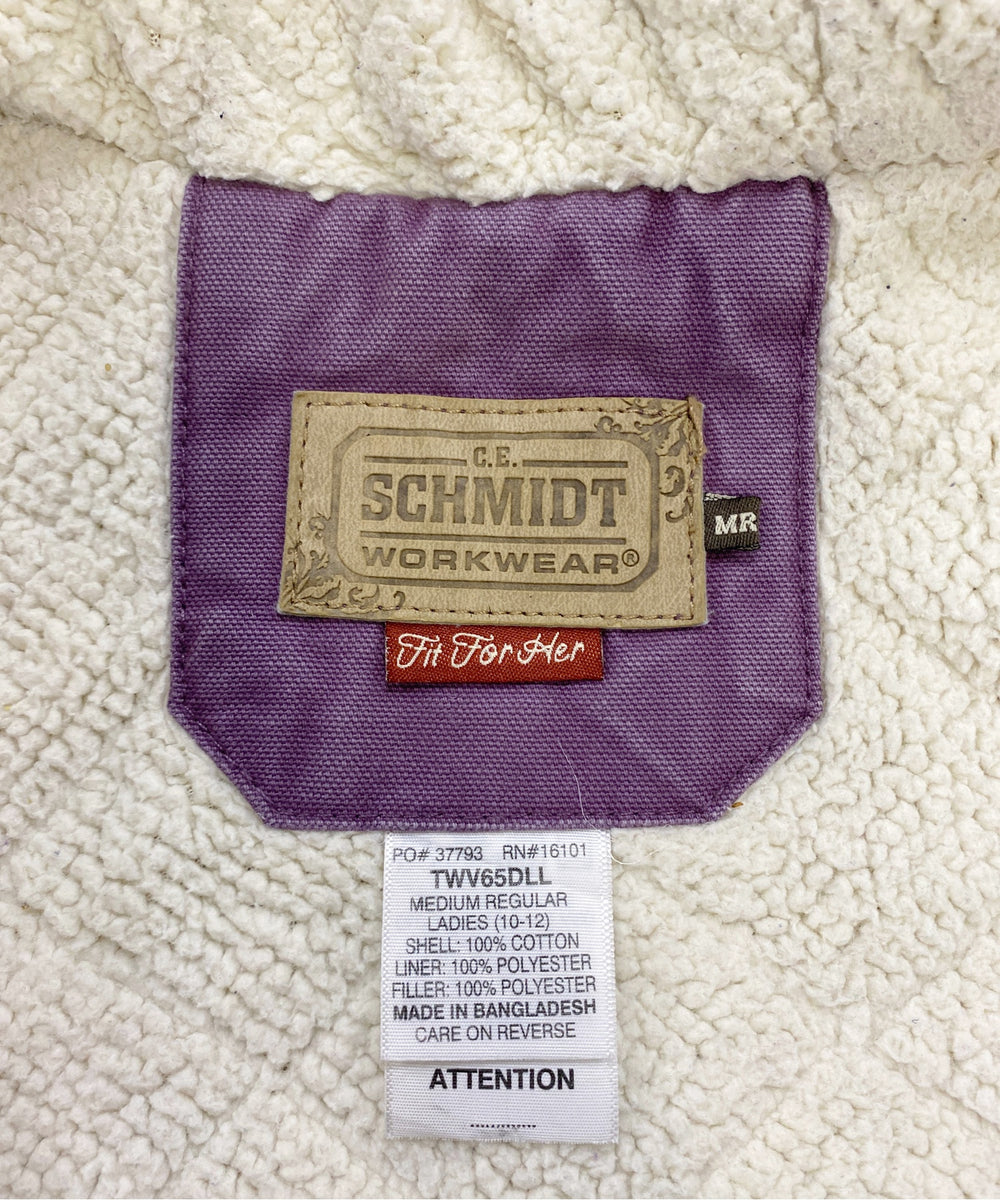 C.E.
SCHMIDT
WORKWEAR®
MR
Fit For Her
PO# 37793 RN#16101
TWV65DLL
MEDIUM REGULAR
LADIES (10-12)
SHELL: 100% COTTON
LINER: 100% POLYESTER
FILLER: 100% POLYESTER
MADE IN BANGLADESH
CARE ON REVERSE
ATTENTION